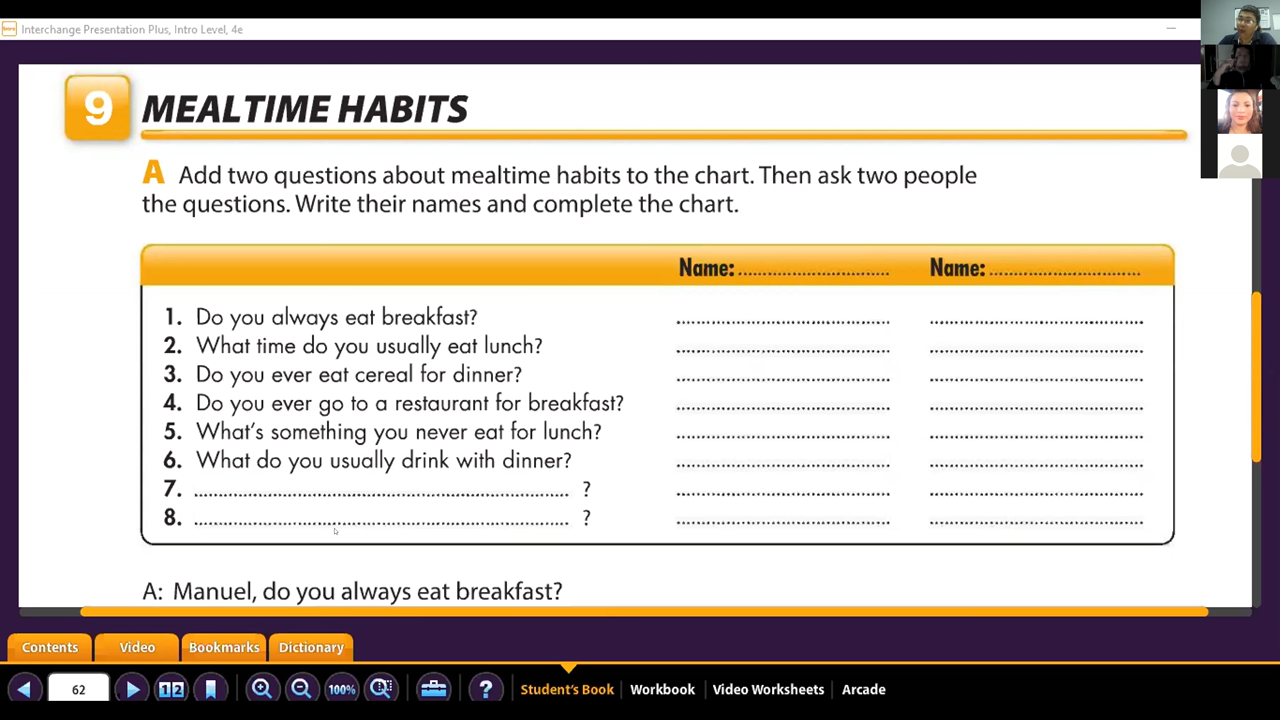 Interchange Presentation Plus, Intro Level, 4e
9 MEALTIME HABITS
A Add two questions about mealtime habits to the chart. Then ask two people
the questions. Write their names and complete the chart.
Name: .............................. Name: ..............................
1. Do you always eat breakfast?
2. What time do you usually eat lunch?
3. Do you ever eat cereal for dinner?
4. Do you ever go to a restaurant for breakfast?
5. What's something you never eat for lunch?
6. What do you usually drink with dinner?
7. .............................. ?
8. .............................. ?
A: Manuel, do you always eat breakfast?
Contents Video Bookmarks Dictionary
62 1 2 100% ? Student's Book Workbook Video Worksheets Arcade